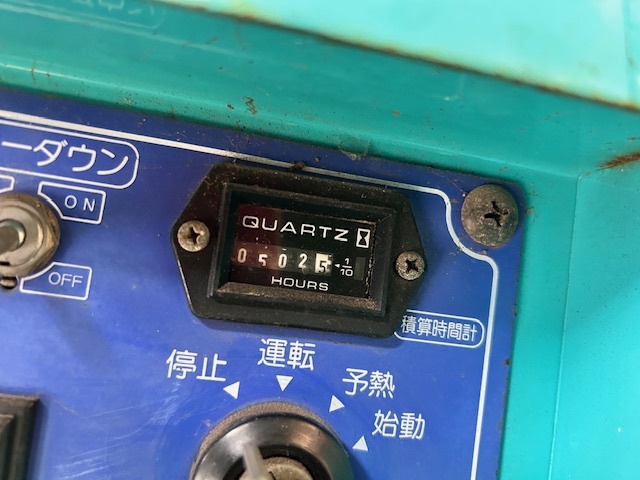 ーダウン
ON
OFF
QUARTZ
05025
1/10
HOURS
積算時間計
停止
運転
予熱
始動